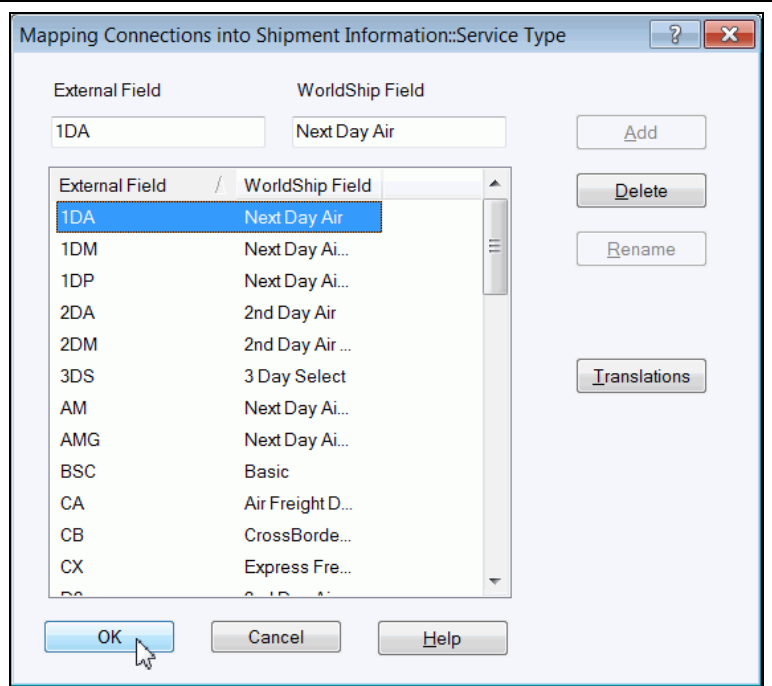 Mapping Connections into Shipment Information::Service Type ?
External Field WorldShip Field
1DA Next Day Air Add
External Field WorldShip Field
Delete
1DA Next Day Air
1DM Next Day Ai... Rename
1DP Next Day Ai...
2DA 2nd Day Air
2DM 2nd Day Air ...
3DS 3 Day Select Translations
AM Next Day Ai...
AMG Next Day Ai...
BSC Basic
CA Air Freight D...
CB CrossBorde...
CX Express Fre...
OK Cancel Help